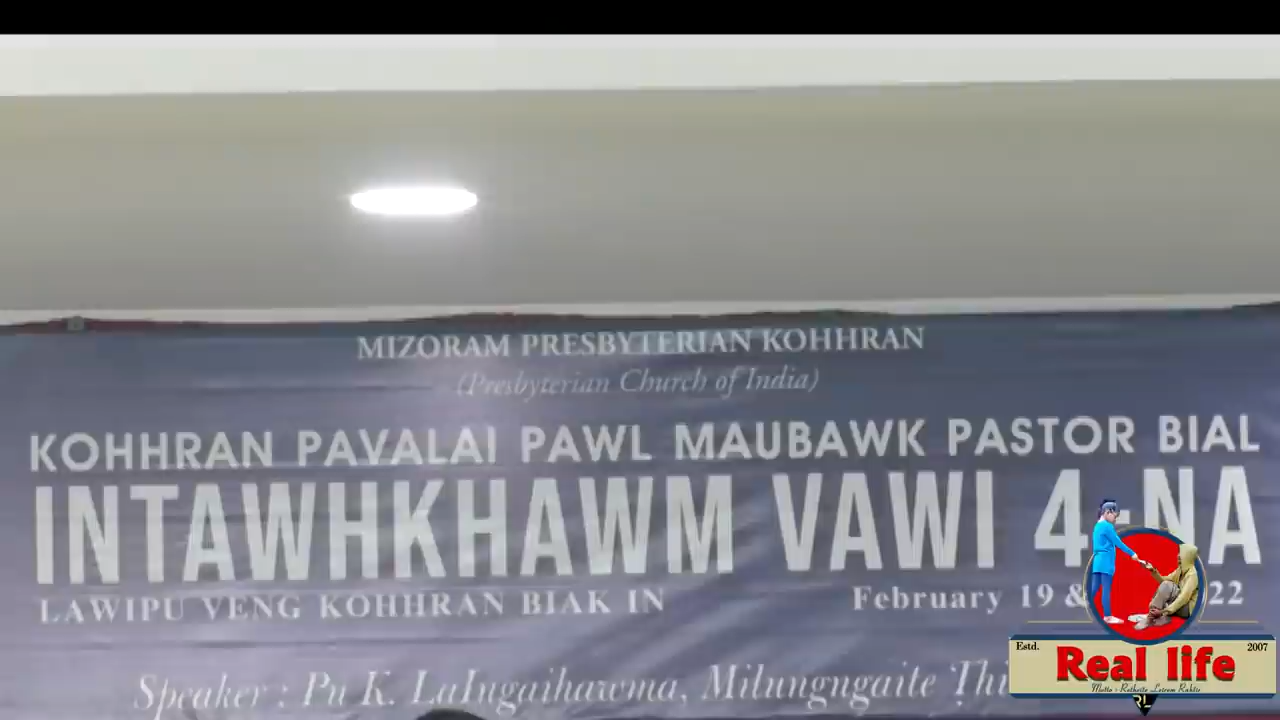 MIZORAM PRESBYTERIAN KOHHRAN
(Presbyterian Church of India)
KOHHRAN PAVALAI PAWL MAUBAWK PASTOR BIAL
INTAWHKHAWM VAWI 4-NA
LAWIPU VENG KOHHRAN BIAK IN
February 19 & 22
Speaker : Pu K. Milungngaite
Estd. 2007
Real life
RL